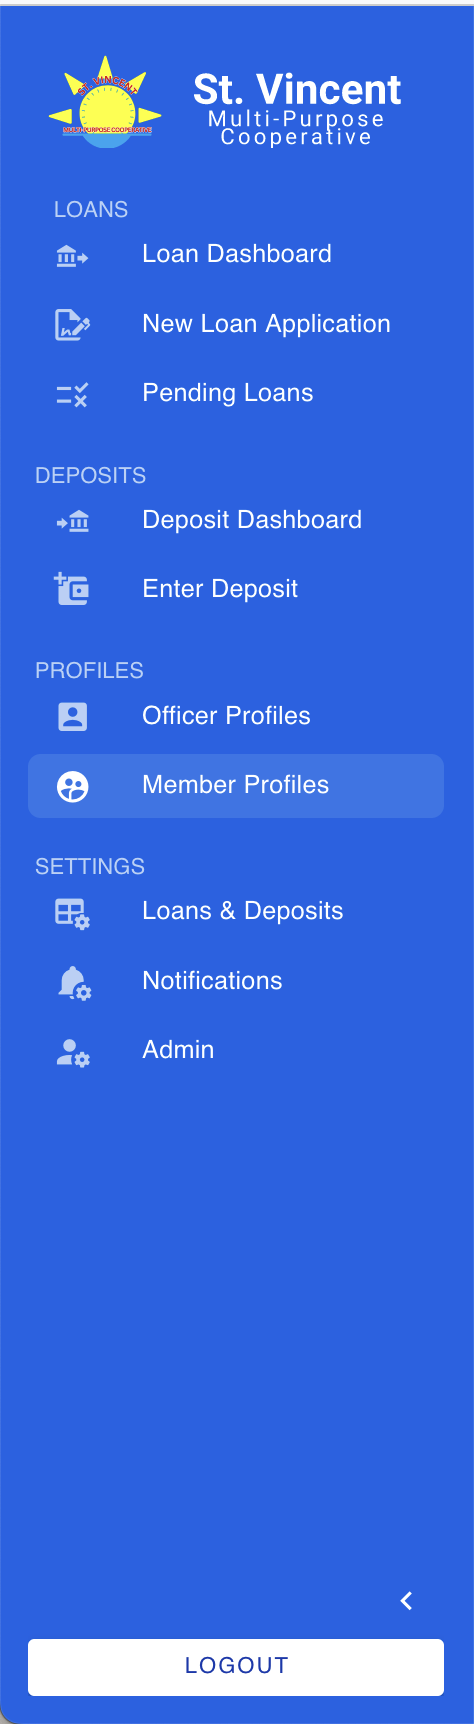 ST. VINCENT
MULTI-PURPOSE COOPERATIVE
St. Vincent
Multi-Purpose
Cooperative
LOANS
Loan Dashboard
New Loan Application
Pending Loans
DEPOSITS
Deposit Dashboard
Enter Deposit
PROFILES
Officer Profiles
Member Profiles
SETTINGS
Loans & Deposits
Notifications
Admin
LOGOUT